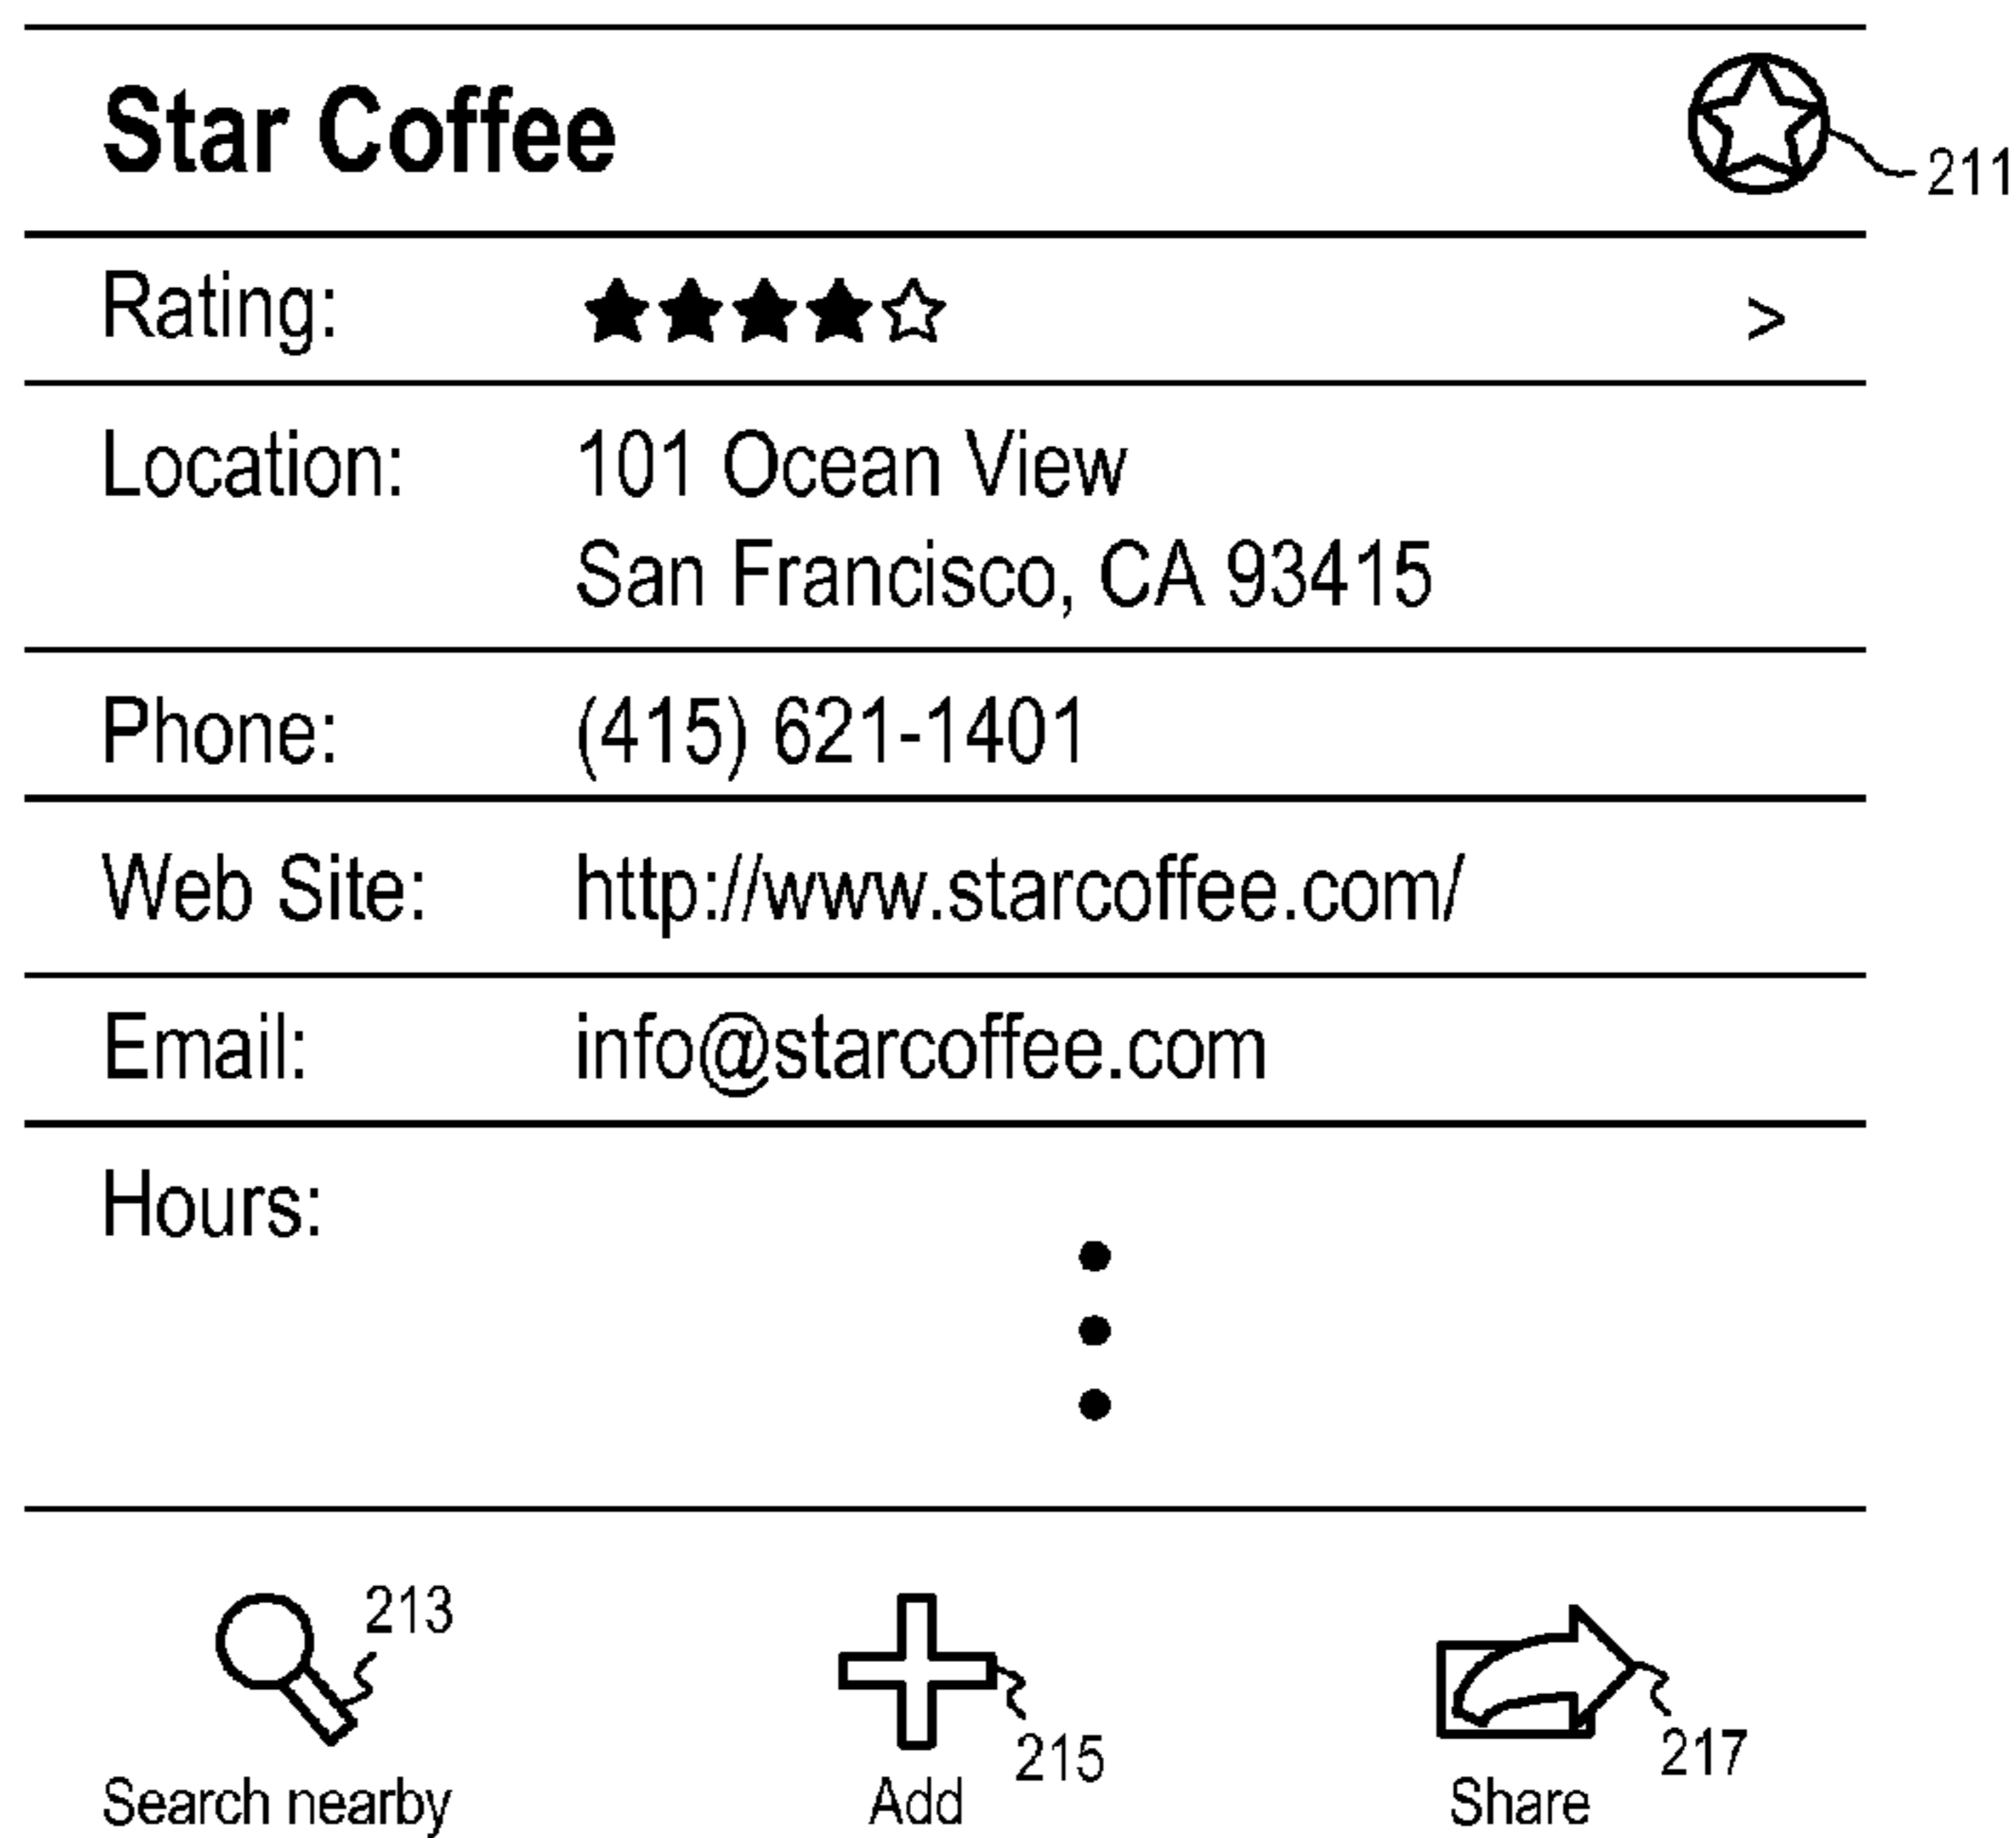 Star Coffee
211
Rating: ★★★★☆ >
Location: 101 Ocean View
San Francisco, CA 93415
Phone: (415) 621-1401
Web Site: http://www.starcoffee.com/
Email: info@starcoffee.com
Hours:
213
215
217
Search nearby Add Share